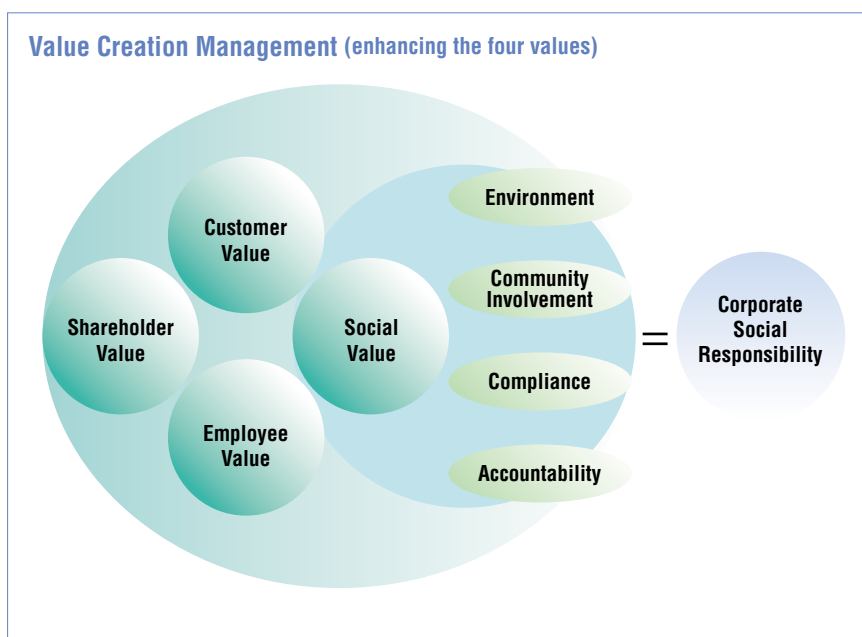 Value Creation Management (enhancing the four values)
Customer
Value
Shareholder
Value
Social
Value
Employee
Value
Environment
Community
Involvement
Compliance
Accountability
=
Corporate
Social
Responsibility